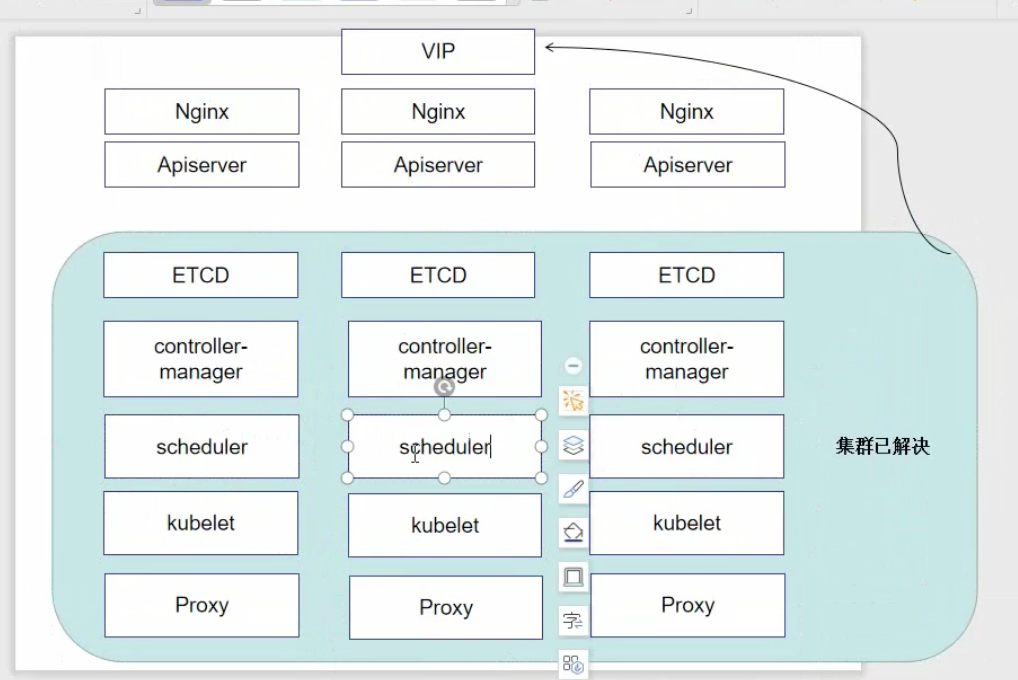 VIP
Nginx
Nginx
Nginx
Apiserver
Apiserver
Apiserver
ETCD
ETCD
ETCD
controller-
manager
controller-
manager
controller-
manager
scheduler
scheduler
scheduler
集群已解决
kubelet
kubelet
kubelet
Proxy
Proxy
Proxy
字